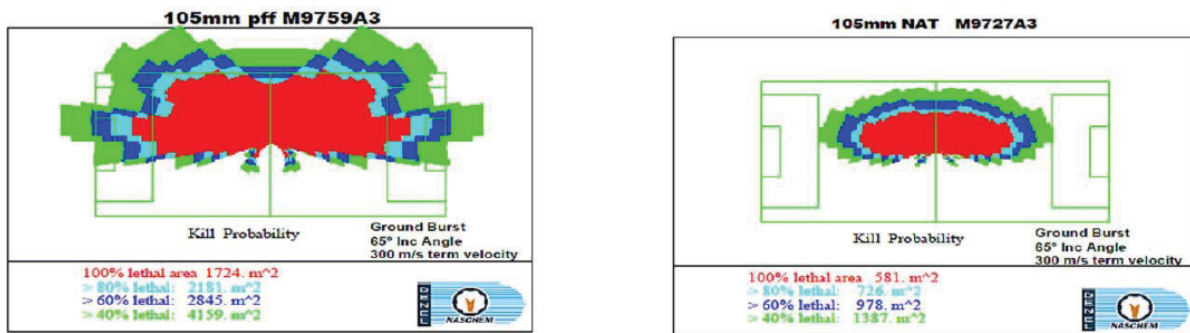 105mm pff M9759A3
Kill Probability
Ground Burst
65° Inc Angle
300 m/s term velocity
100% lethal area 1724. m^2
> 80% lethal: 2181. m^2
> 60% lethal: 2845. m^2
> 40% lethal: 4159. m^2
DENEL
NASCHEM
105mm NAT M9727A3
Kill Probability
Ground Burst
65° Inc Angle
300 m/s term velocity
100% lethal area 581. m^2
> 80% lethal: 726. m^2
> 60% lethal: 978. m^2
> 40% lethal: 1387. m^2
DENEL
NASCHEM